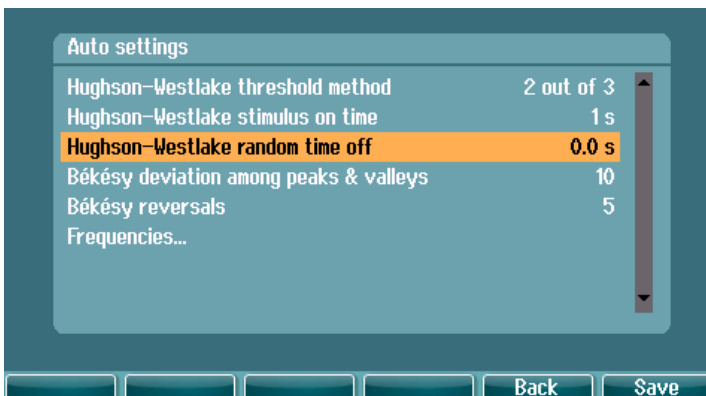 Auto settings
Hughson-Westlake threshold method 2 out of 3
Hughson-Westlake stimulus on time 1 s
Hughson-Westlake random time off 0.0 s
Békésy deviation among peaks & valleys 10
Békésy reversals 5
Frequencies...
Back Save